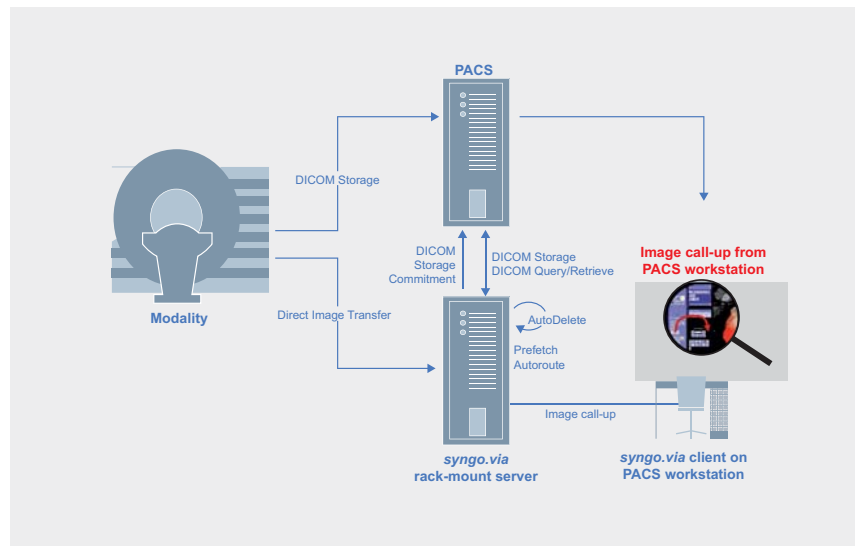 PACS
DICOM Storage
DICOM
Storage
Commitment
DICOM Storage
DICOM Query/Retrieve
Image call-up from
PACS workstation
Modality
Direct Image Transfer
AutoDelete
Prefetch
Autoroute
Image call-up
syngo.via
rack-mount server
syngo.via client on
PACS workstation